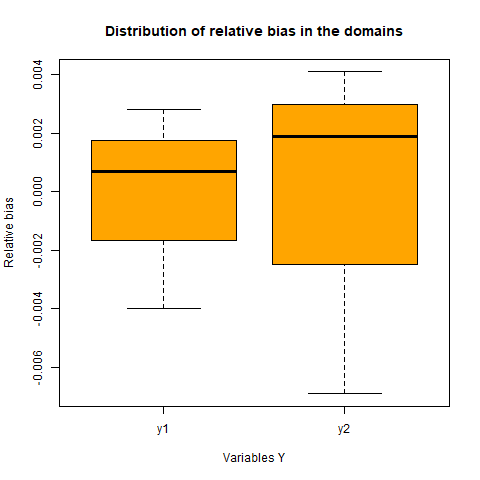 Distribution of relative bias in the domains
Relative bias
0.004
0.002
0.000
-0.002
-0.004
-0.006
y1 y2
Variables Y